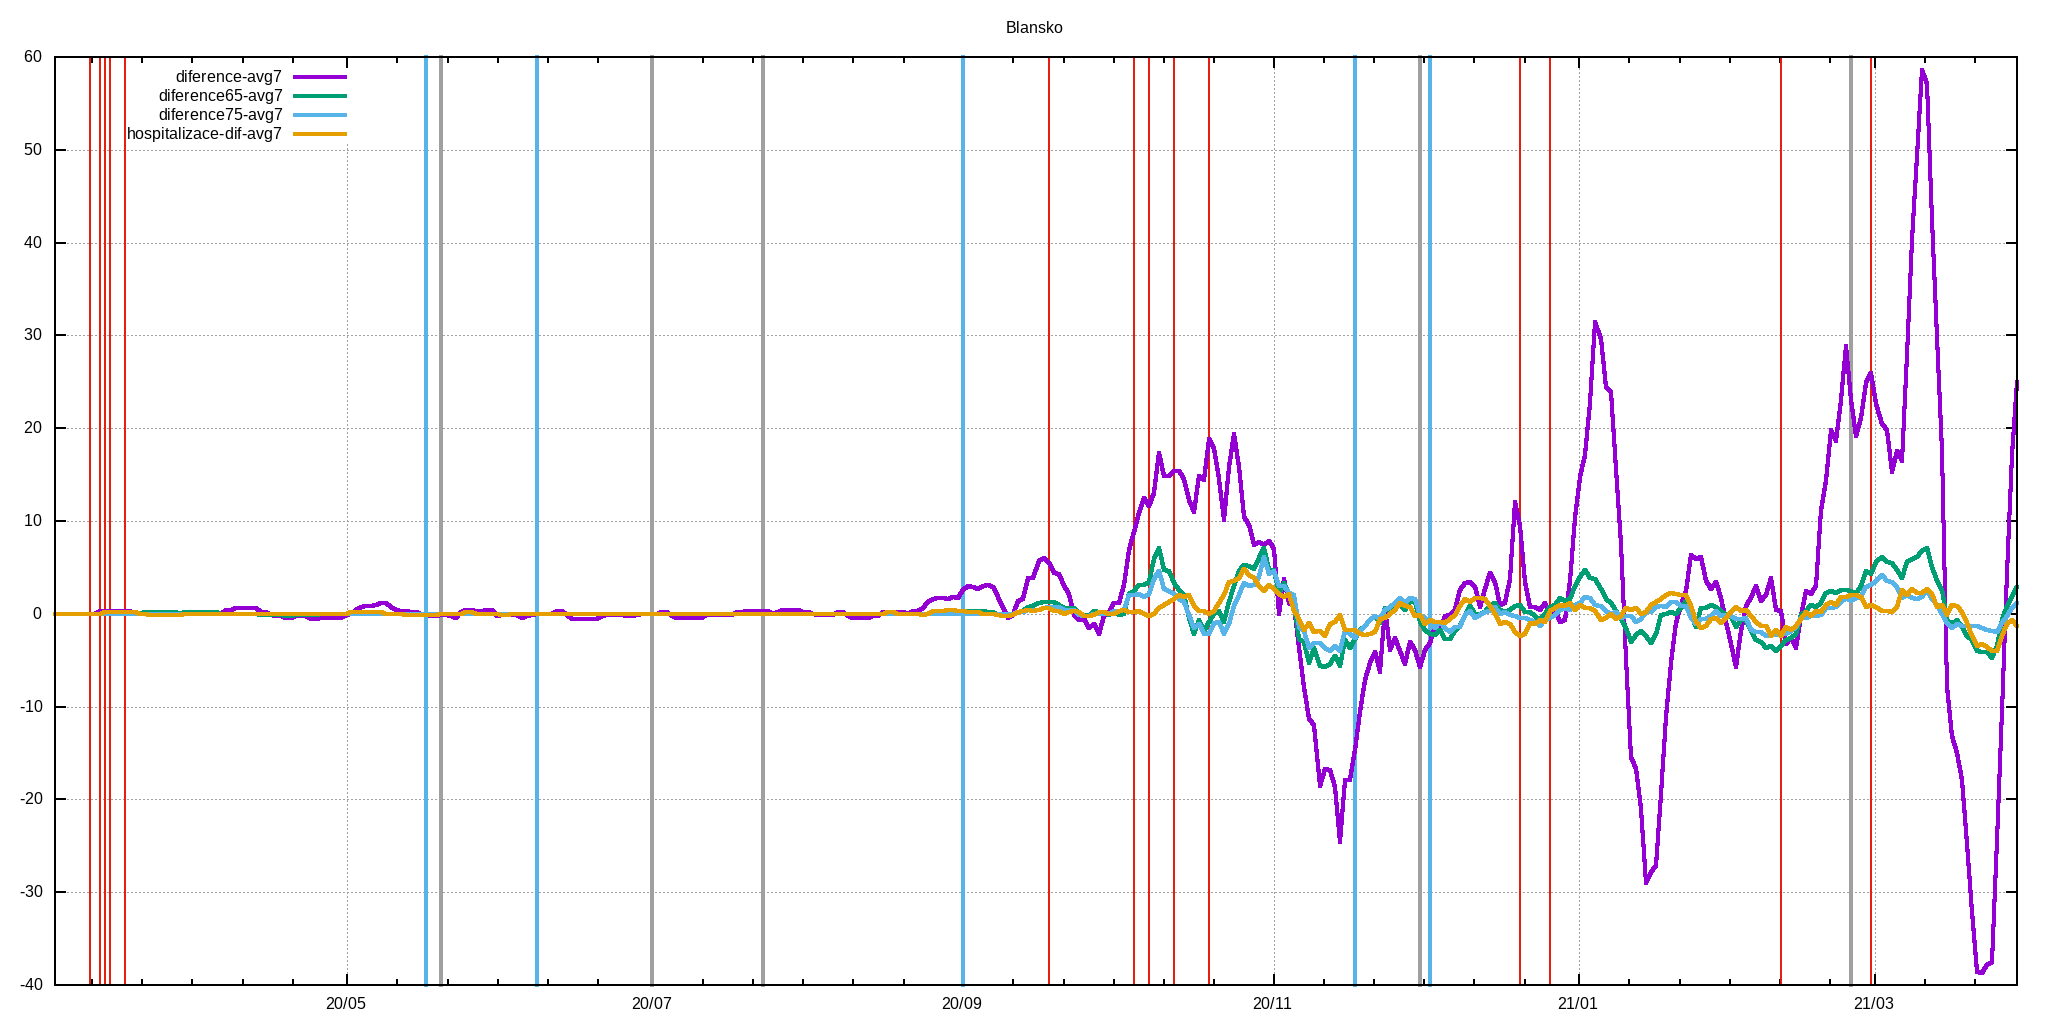 Blansko
60
diference-avg7
diference65-avg7
diference75-avg7
hospitalizace-dif-avg7
50
40
30
20
10
0
-10
-20
-30
-40
20/05 20/07 20/09 20/11 21/01 21/03